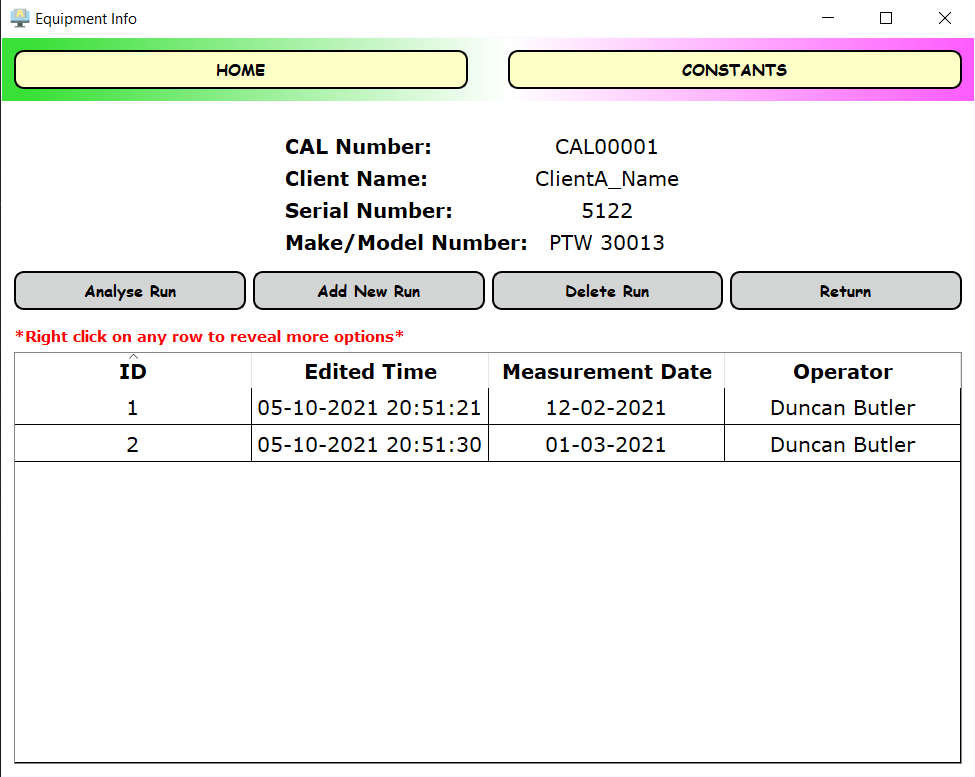 Equipment Info
HOME CONSTANTS
CAL Number: CAL00001
Client Name: ClientA_Name
Serial Number: 5122
Make/Model Number: PTW 30013
Analyse Run Add New Run Delete Run Return
*Right click on any row to reveal more options*
ID Edited Time Measurement Date Operator
1 05-10-2021 20:51:21 12-02-2021 Duncan Butler
2 05-10-2021 20:51:30 01-03-2021 Duncan Butler